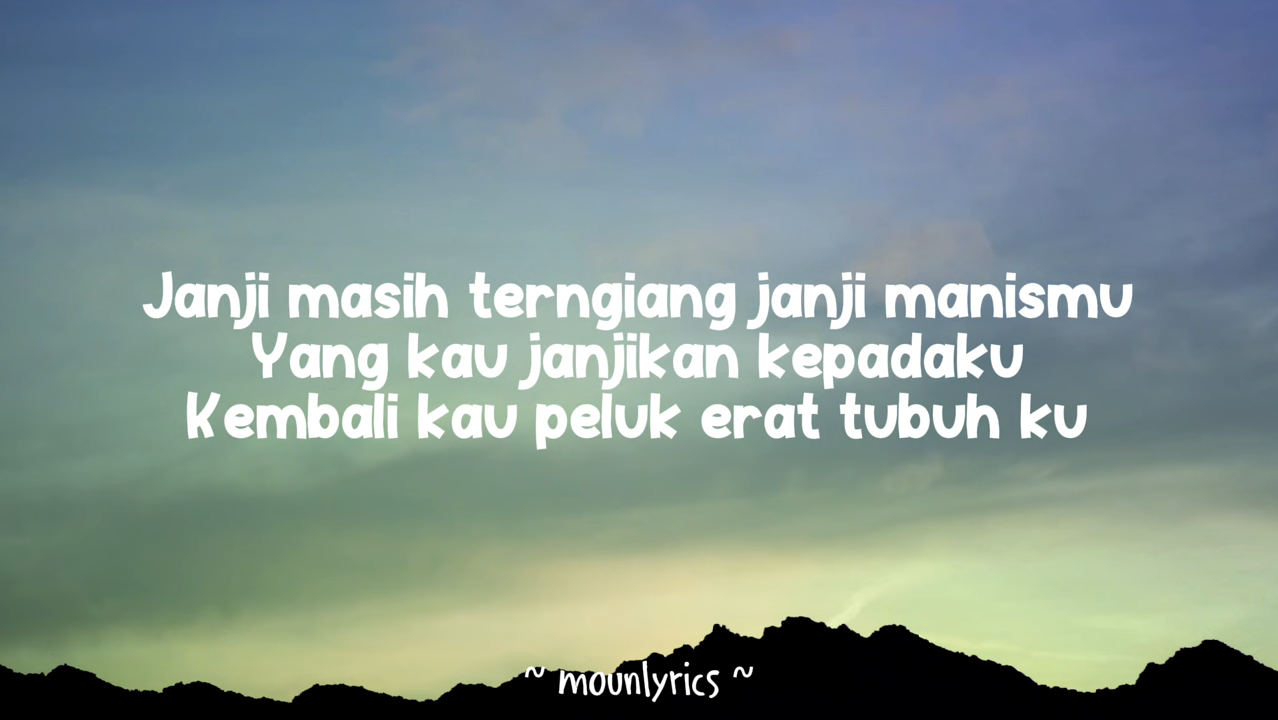 Janji masih terngiang janji manismu
Yang kau janjikan kepadaku
Kembali kau peluk erat tubuh ku
~ mounlyrics ~